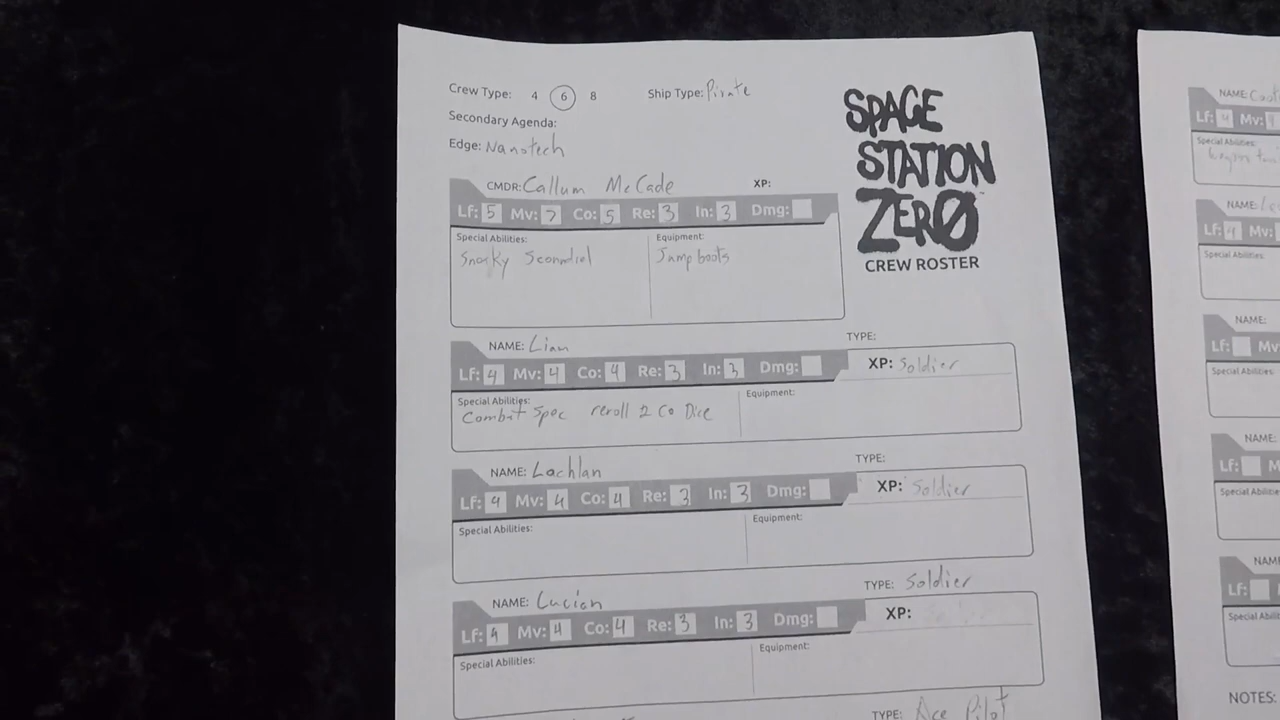 Crew Type: 4 6 8 Ship Type: Pirate
Secondary Agenda:
Edge: Nanotech
SPACE
STATION
ZERØ
CREW ROSTER
CMDR: Callum McCade XP:
Lf: 5 Mv: 7 Co: 5 Re: 3 In: 3 Dmg:
Special Abilities: Equipment:
Snarky Jump boots
NAME: Liam TYPE:
Lf: 4 Mv: 4 Co: 4 Re: 3 In: 3 Dmg: XP: Soldier
Special Abilities: Equipment:
Combat Spec reroll 2 Co Dice
NAME: Lachlan TYPE:
Lf: 4 Mv: 4 Co: 4 Re: 3 In: 3 Dmg: XP: Soldier
Special Abilities: Equipment:
NAME: Lucian TYPE: Soldier
Lf: 4 Mv: 4 Co: 4 Re: 3 In: 3 Dmg: XP:
Special Abilities: Equipment:
TYPE: Ace Pilot
NAME:
Lf: 4 Mv:
Special Abilities:
NAME:
Lf: 4 Mv:
Special Abilities:
NAME:
Lf: Mv
Special Abilities:
NAME:
Lf:
Special Abilities
Lf:
Special Abilities
NOTES: